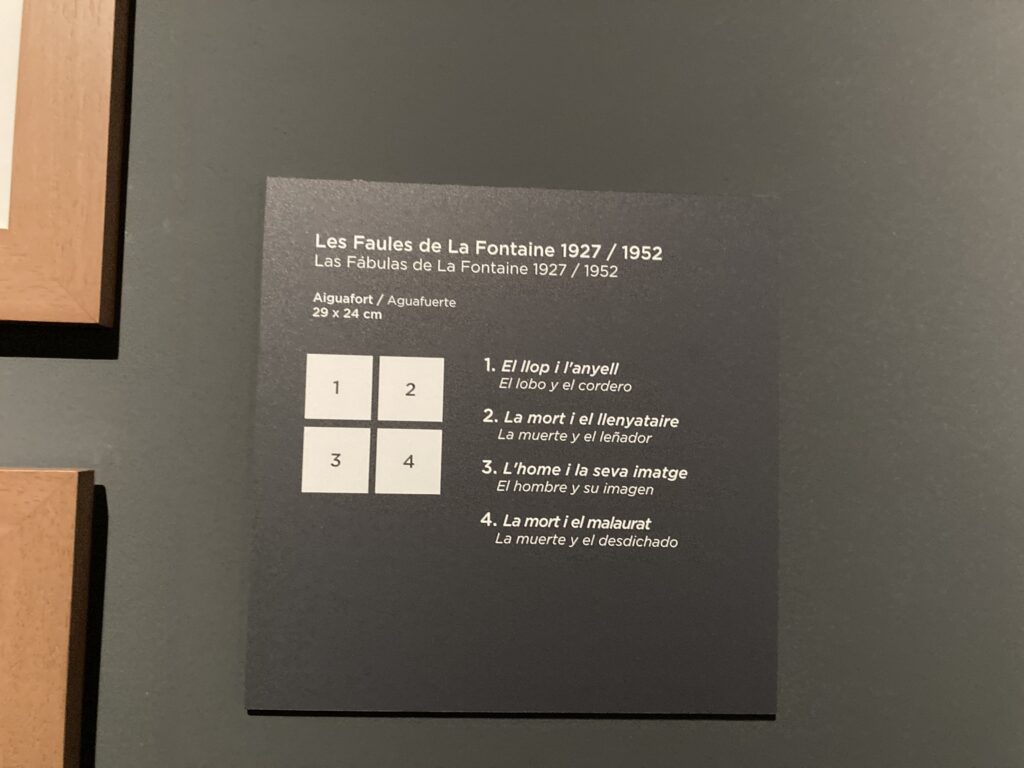 Les Faules de La Fontaine 1927 / 1952
Las Fábulas de La Fontaine 1927 / 1952
Aiguafort / Aguafuerte
29 x 24 cm
1 2
3 4
1. El llop i l'anyell
El lobo y el cordero
2. La mort i el llenyataire
La muerte y el leñador
3. L'home i la seva imatge
El hombre y su imagen
4. La mort i el malaurat
La muerte y el desdichado